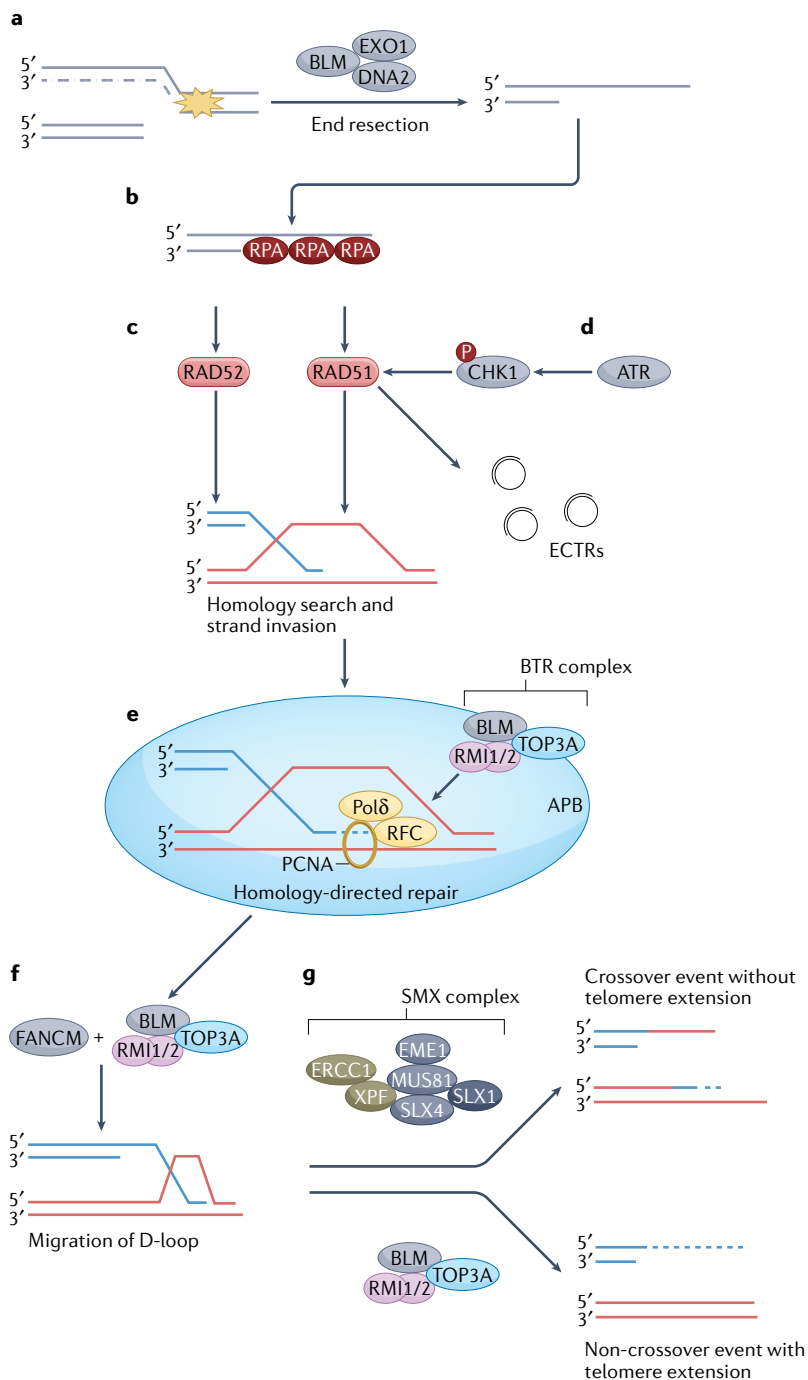 a
5′
3′
5′
3′
BLM
EXO1
DNA2
End resection
5′
3′
b
5′
3′
RPA RPA RPA
c
d
RAD52
RAD51
P
CHK1
ATR
5′
3′
5′
3′
ECTRs
Homology search and
strand invasion
BTR complex
e
BLM
RMI1/2
TOP3A
5′
3′
5′
3′
Polδ
RFC
APB
PCNA
Homology-directed repair
f
FANCM + BLM
RMI1/2
TOP3A
5′
3′
5′
3′
Migration of D-loop
g
SMX complex
ERCC1
XPF
EME1
MUS81
SLX4
SLX1
Crossover event without
telomere extension
5′
3′
5′
3′
BLM
RMI1/2
TOP3A
5′
3′
5′
3′
Non-crossover event with
telomere extension